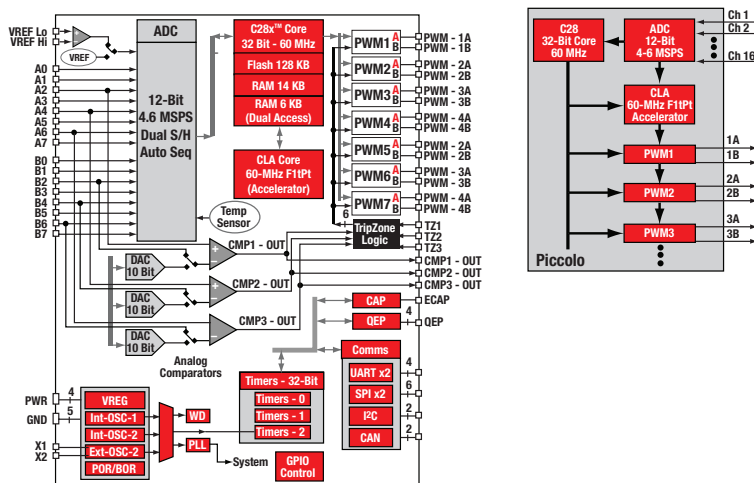 VREF Lo
VREF Hi
VREF
A0
A1
A2
A3
A4
A5
A6
A7
B0
B1
B2
B3
B4
B5
B6
B7
ADC
12-Bit
4.6 MSPS
Dual S/H
Auto Seq
Temp
Sensor
C28x™ Core
32 Bit - 60 MHz
Flash 128 KB
RAM 14 KB
RAM 6 KB
(Dual Access)
CLA Core
60-MHz F1tPt
(Accelerator)
PWM1 A
B
PWM2 A
B
PWM3 A
B
PWM4 A
B
PWM5 A
B
PWM6 A
B
PWM7 A
B
PWM - 1A
PWM - 1B
PWM - 2A
PWM - 2B
PWM - 3A
PWM - 3B
PWM - 4A
PWM - 4B
PWM - 2A
PWM - 2B
PWM - 3A
PWM - 3B
PWM - 4A
PWM - 4B
6
TripZone
Logic
TZ1
TZ2
TZ3
DAC
10 Bit
DAC
10 Bit
DAC
10 Bit
CMP1 - OUT
CMP2 - OUT
CMP3 - OUT
CMP1 - OUT
CMP2 - OUT
CMP3 - OUT
Analog
Comparators
CAP
ECAP
QEP
4
QEP
Comms
UART x2
4
SPI x2
6
I²C
2
CAN
2
Timers - 32-Bit
Timers - 0
Timers - 1
Timers - 2
PWR
4
GND
5
X1
X2
VREG
Int-OSC-1
Int-OSC-2
Ext-OSC-2
POR/BOR
WD
PLL
System
GPIO
Control
C28
32-Bit Core
60 MHz
ADC
12-Bit
4-6 MSPS
Ch 1
Ch 2
Ch 16
CLA
60-MHz F1tPt
Accelerator
PWM1
1A
1B
PWM2
2A
2B
PWM3
3A
3B
Piccolo